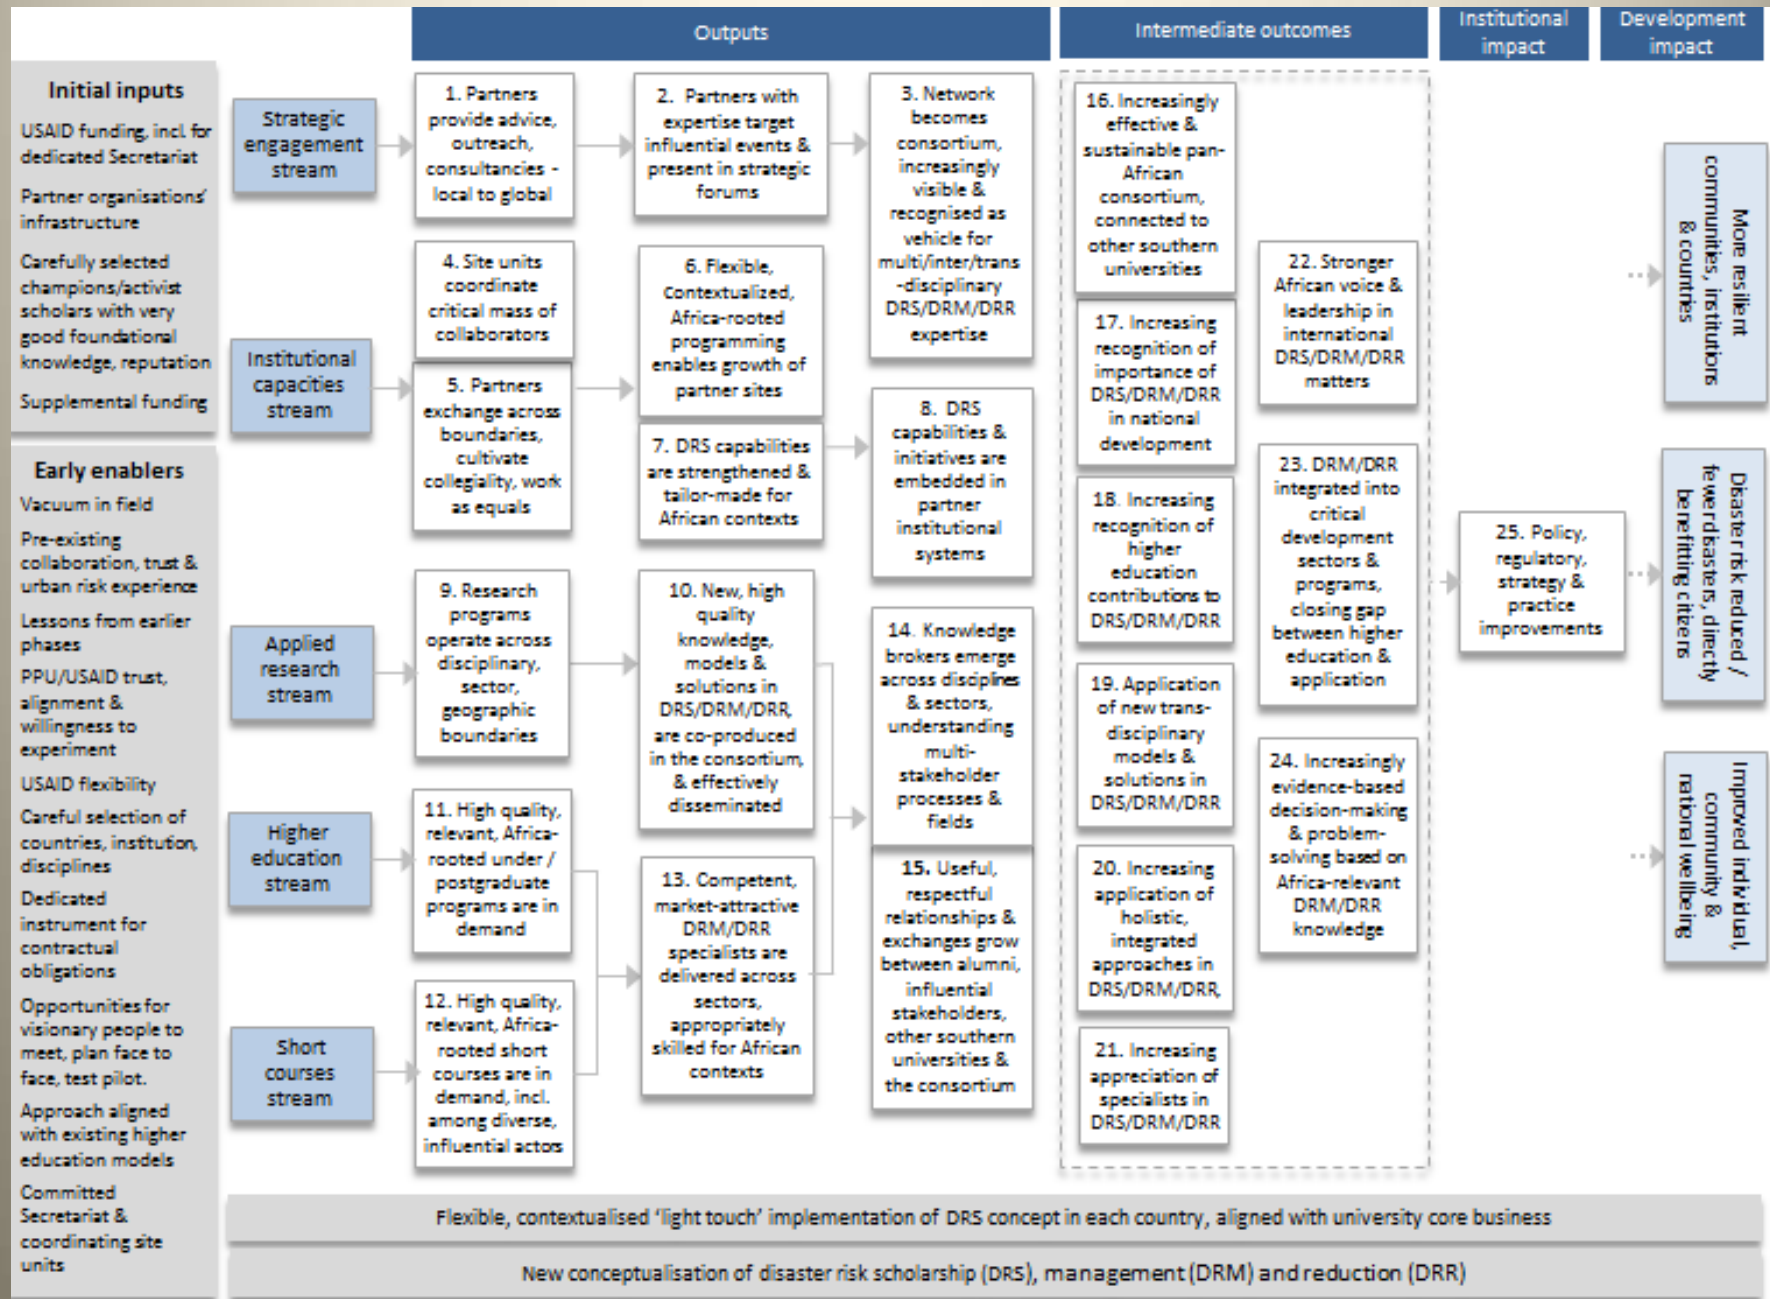 Outputs
Intermediate outcomes
Institutional
impact
Development
impact
Initial inputs
USAID funding, incl. for
dedicated Secretariat
Partner organisations'
infrastructure
Carefully selected
champions/activist
scholars with very
good foundational
knowledge, reputation
Supplemental funding
Early enablers
Vacuum in field
Pre-existing
collaboration, trust &
urban risk experience
Lessons from earlier
phases
PPU/USAID trust,
alignment &
willingness to
experiment
USAID flexibility
Careful selection of
countries, institution,
disciplines
Dedicated
instrument for
contractual
obligations
Opportunities for
visionary people to
meet, plan face to
face, test pilot.
Approach aligned
with existing higher
education models
Committed
Secretariat &
coordinating site
units
Strategic
engagement
stream
Institutional
capacities
stream
Applied
research
stream
Higher
education
stream
Short
courses
stream
1. Partners
provide advice,
outreach,
consultancies -
local to global
2. Partners with
expertise target
influential events &
present in strategic
forums
3. Network
becomes
consortium,
increasingly
visible &
recognised as
vehicle for
multi/inter/trans
-disciplinary
DRS/DRM/DRR
expertise
4. Site units
coordinate
critical mass of
collaborators
5. Partners
exchange across
boundaries,
cultivate
collegiality, work
as equals
6. Flexible,
Contextualized,
Africa-rooted
programming
enables growth of
partner sites
7. DRS capabilities
are strengthened &
tailor-made for
African contexts
8. DRS
capabilities &
initiatives are
embedded in
partner
institutional
systems
9. Research
programs
operate across
disciplinary,
sector,
geographic
boundaries
10. New, high
quality
knowledge,
models &
solutions in
DRS/DRM/DRR,
are co-produced
in the consortium,
& effectively
disseminated
11. High quality,
relevant, Africa-
rooted under /
postgraduate
programs are in
demand
12. High quality,
relevant, Africa-
rooted short
courses are in
demand, incl.
among diverse,
influential actors
13. Competent,
market-attractive
DRM/DRR
specialists are
delivered across
sectors,
appropriately
skilled for African
contexts
14. Knowledge
brokers emerge
across disciplines
& sectors,
understanding
multi-
stakeholder
processes &
fields
15. Useful,
respectful
relationships &
exchanges grow
between alumni,
influential
stakeholders,
other southern
universities &
the consortium
16. Increasingly
effective &
sustainable pan-
African
consortium,
connected to
other southern
universities
17. Increasing
recognition of
importance of
DRS/DRM/DRR
in national
development
18. Increasing
recognition of
higher
education
contributions to
DRS/DRM/DRR
19. Application
of new trans-
disciplinary
models &
solutions in
DRS/DRM/DRR
20. Increasing
application of
holistic,
integrated
approaches in
DRS/DRM/DRR,
21. Increasing
appreciation of
specialists in
DRS/DRM/DRR
22. Stronger
African voice &
leadership in
international
DRS/DRM/DRR
matters
23. DRM/DRR
integrated into
critical
development
sectors &
programs,
closing gap
between higher
education &
application
24. Increasingly
evidence-based
decision-making
& problem-
solving based on
Africa-relevant
DRM/DRR
knowledge
25. Policy,
regulatory,
strategy &
practice
improvements
More resilient
communities, institutions
& countries
Disaster risk reduced /
fewer disasters, directly
benefitting citizens
Improved individual,
community &
national wellbeing
Flexible, contextualised 'light touch' implementation of DRS concept in each country, aligned with university core business
New conceptualisation of disaster risk scholarship (DRS), management (DRM) and reduction (DRR)